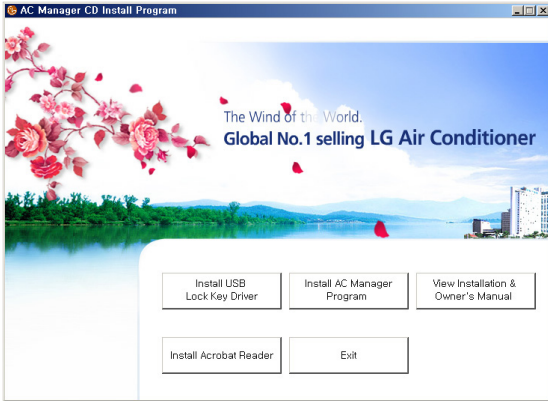 AC Manager CD Install Program
The Wind of the World.
Global No.1 selling LG Air Conditioner
Install USB
Lock Key Driver
Install AC Manager
Program
View Installation &
Owner's Manual
Install Acrobat Reader
Exit